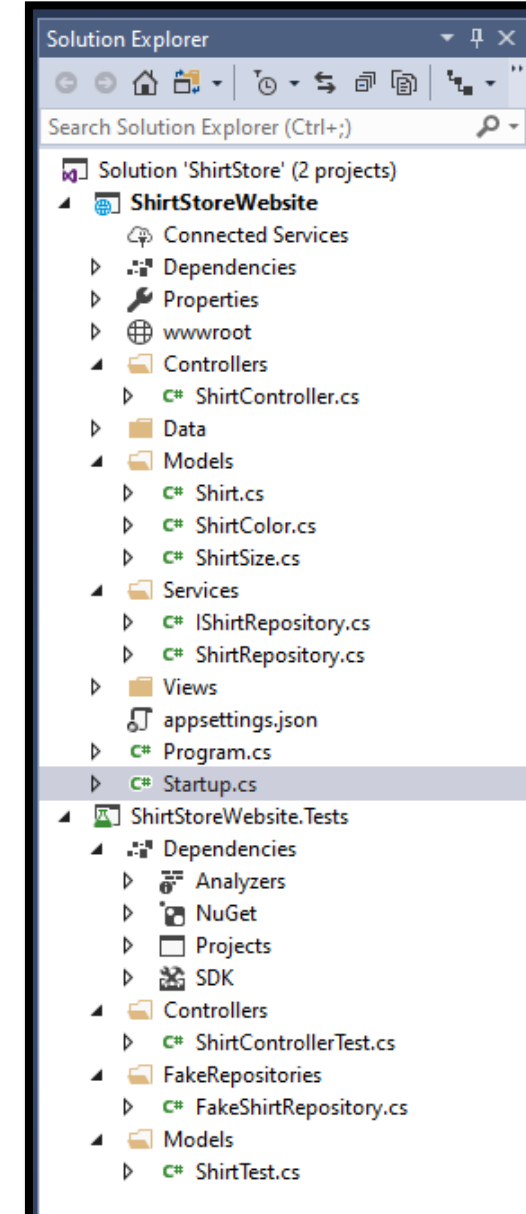 Solution Explorer
Search Solution Explorer (Ctrl+;)
Solution 'ShirtStore' (2 projects)
ShirtStoreWebsite
Connected Services
Dependencies
Properties
wwwroot
Controllers
C# ShirtController.cs
Data
Models
C# Shirt.cs
C# ShirtColor.cs
C# ShirtSize.cs
Services
C# IShirtRepository.cs
C# ShirtRepository.cs
Views
appsettings.json
C# Program.cs
C# Startup.cs
ShirtStoreWebsite.Tests
Dependencies
Analyzers
NuGet
Projects
SDK
Controllers
C# ShirtControllerTest.cs
FakeRepositories
C# FakeShirtRepository.cs
Models
C# ShirtTest.cs